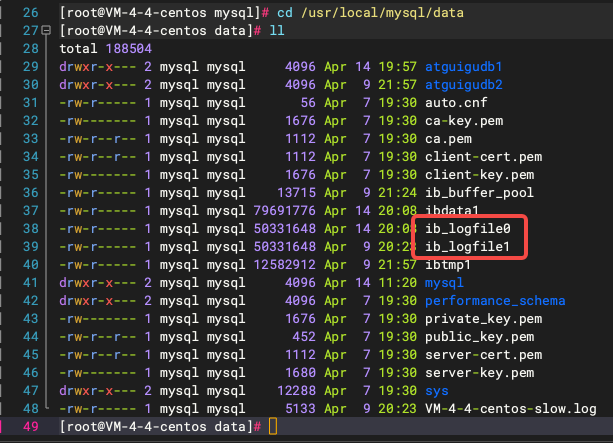 26 [root@VM-4-4-centos mysql]# cd /usr/local/mysql/data
27 [root@VM-4-4-centos data]# ll
28 total 188504
29 drwxr-x--- 2 mysql mysql     4096 Apr 14 19:57 atguigudb1
30 drwxr-x--- 2 mysql mysql     4096 Apr  9 21:57 atguigudb2
31 -rw-r----- 1 mysql mysql       56 Apr  7 19:30 auto.cnf
32 -rw------- 1 mysql mysql     1676 Apr  7 19:30 ca-key.pem
33 -rw-r--r-- 1 mysql mysql     1112 Apr  7 19:30 ca.pem
34 -rw-r--r-- 1 mysql mysql     1112 Apr  7 19:30 client-cert.pem
35 -rw------- 1 mysql mysql     1676 Apr  7 19:30 client-key.pem
36 -rw-r----- 1 mysql mysql    13715 Apr  9 21:24 ib_buffer_pool
37 -rw-r----- 1 mysql mysql 79691776 Apr 14 20:08 ibdata1
38 -rw-r----- 1 mysql mysql 50331648 Apr 14 20:08 ib_logfile0
39 -rw-r----- 1 mysql mysql 50331648 Apr  9 20:23 ib_logfile1
40 -rw-r----- 1 mysql mysql 12582912 Apr  9 21:57 ibtmp1
41 drwxr-x--- 2 mysql mysql     4096 Apr 14 11:20 mysql
42 drwxr-x--- 2 mysql mysql     4096 Apr  7 19:30 performance_schema
43 -rw------- 1 mysql mysql     1676 Apr  7 19:30 private_key.pem
44 -rw-r--r-- 1 mysql mysql      452 Apr  7 19:30 public_key.pem
45 -rw-r--r-- 1 mysql mysql     1112 Apr  7 19:30 server-cert.pem
46 -rw------- 1 mysql mysql     1680 Apr  7 19:30 server-key.pem
47 drwxr-x--- 2 mysql mysql    12288 Apr  7 19:30 sys
48 -rw-r----- 1 mysql mysql     5133 Apr  9 20:23 VM-4-4-centos-slow.log
49 [root@VM-4-4-centos data]#